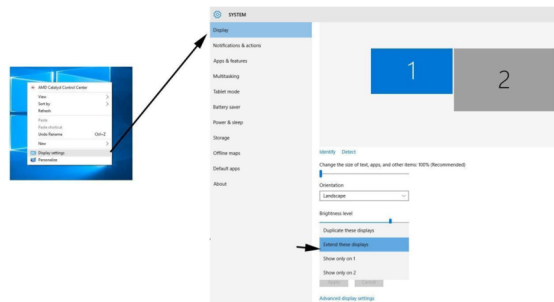 AMD Catalyst Control Center
View
Sort by
Refresh
Paste
Paste shortcut
Undo Rename Ctrl+Z
New
Display settings
Personalize
SYSTEM
Display
Notifications & actions
Apps & features
Multitasking
Tablet mode
Battery saver
Power & sleep
Storage
Offline maps
Default apps
About
1
2
Identify Detect
Change the size of text, apps, and other items: 100% (Recommended)
Orientation
Landscape
Brightness level
Duplicate these displays
Extend these displays
Show only on 1
Show only on 2
Advanced display settings